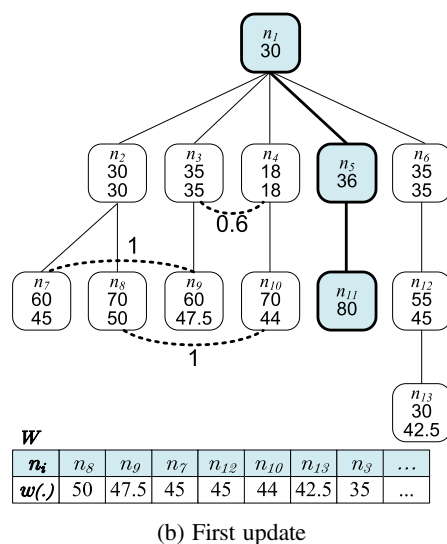 n1
30
n2 n3 n4 n5 n6
30 35 18 36 35
30 35 18 35
0.6
1
n7 n8 n9 n10 n11 n12
60 70 60 70 80 55
45 50 47.5 44 45
1
n13
30
42.5
W
ni n8 n9 n7 n12 n10 n13 n3 ...
w(.) 50 47.5 45 45 44 42.5 35 ...
(b) First update